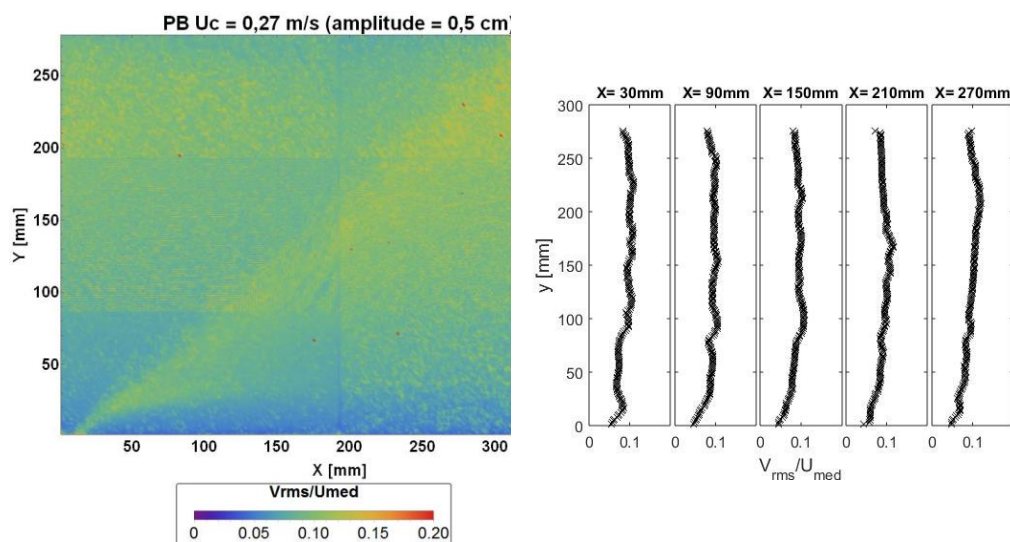 PB Uc = 0,27 m/s (amplitude = 0,5 cm)
250
200
150
100
50
Y [mm]
50 100 150 200 250 300
X [mm]
Vrms/Umed
0 0.05 0.10 0.15 0.20
X= 30mm X= 90mm X= 150mm X= 210mm X= 270mm
300
250
200
150
100
50
0
y [mm]
0 0.1 0 0.1 0 0.1 0 0.1 0 0.1
Vrms/Umed